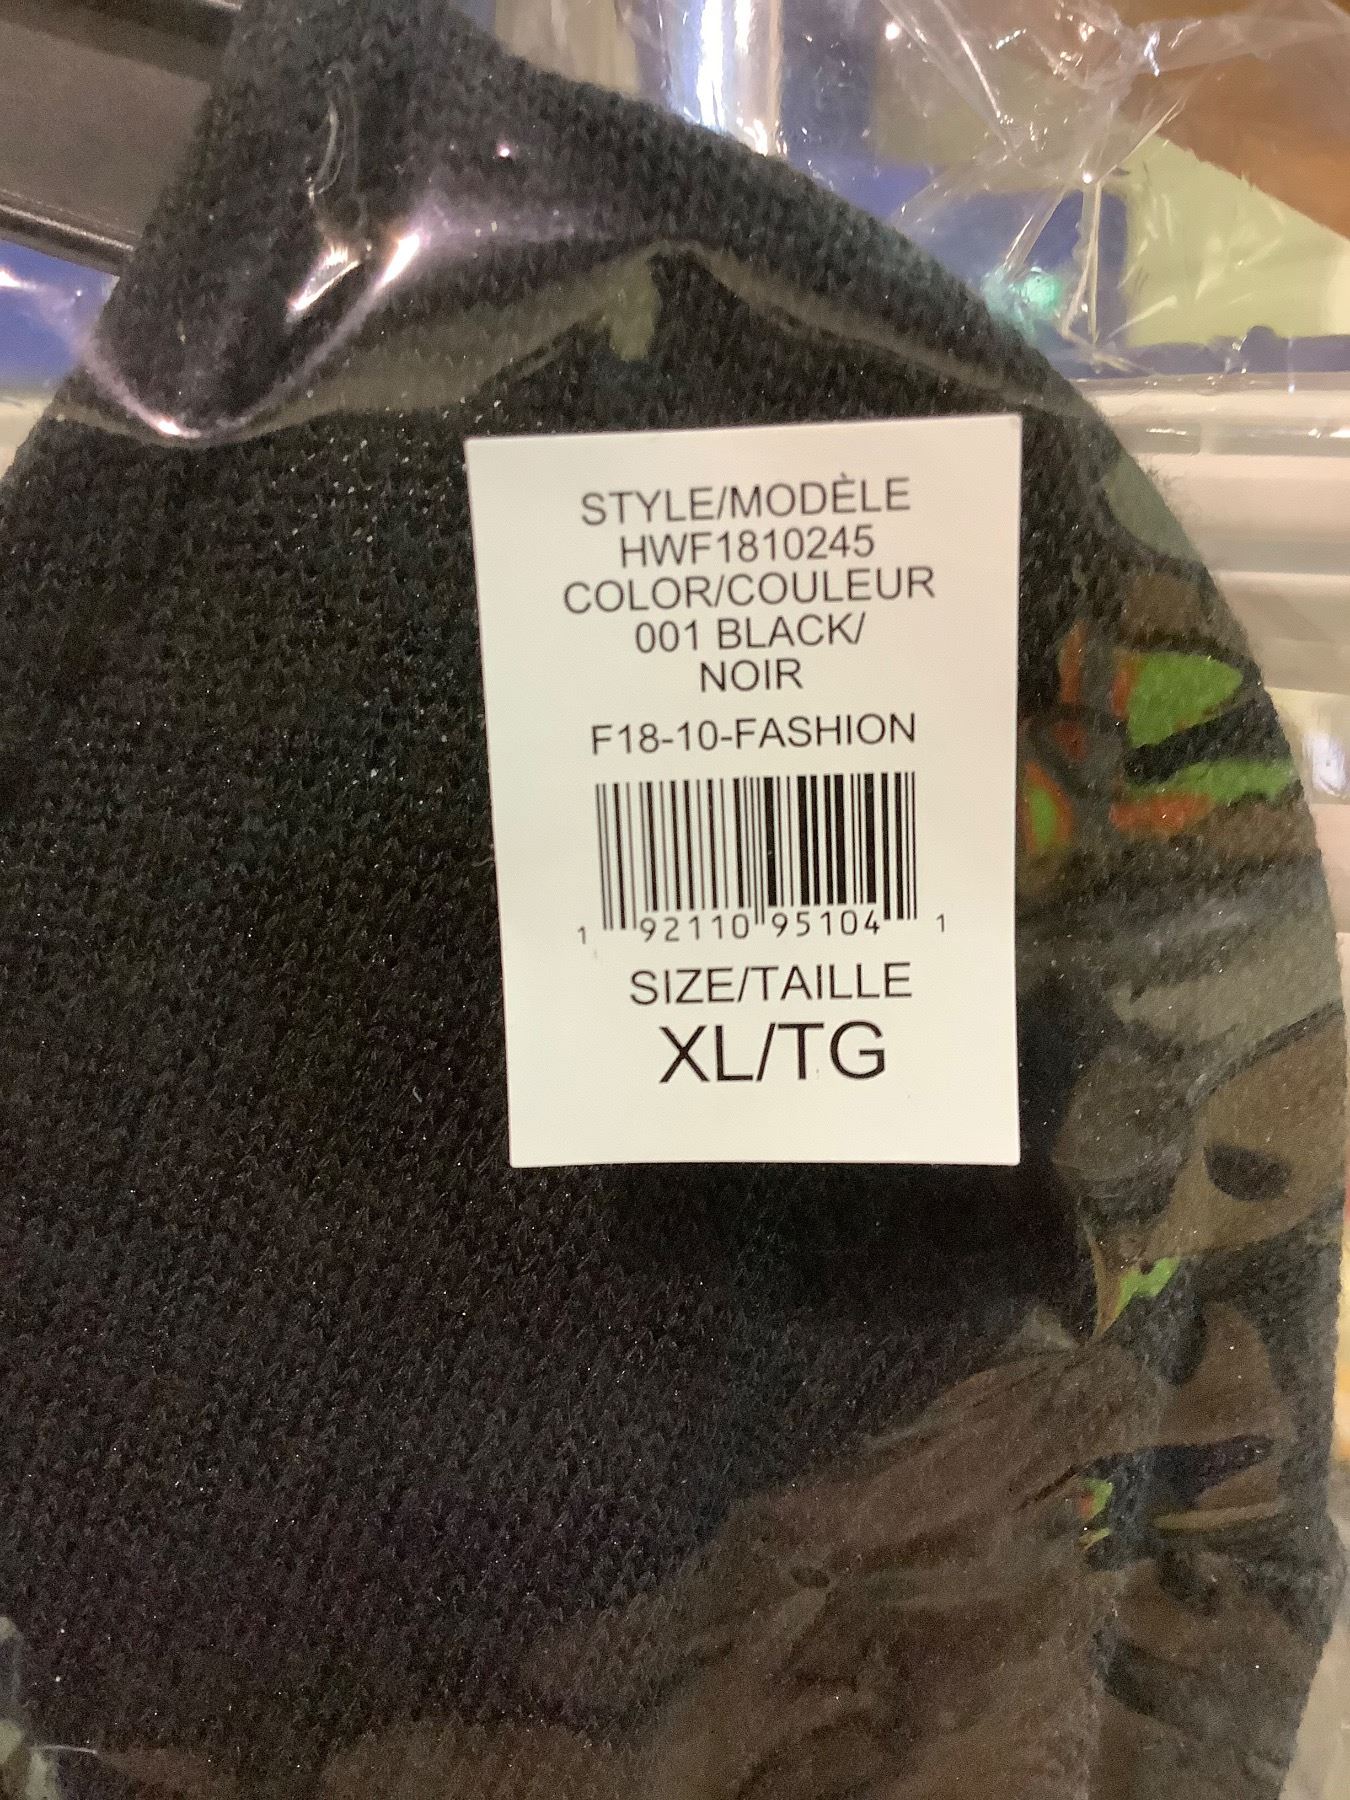 STYLE/MODÈLE
HWF1810245
COLOR/COULEUR
001 BLACK/
NOIR
F18-10-FASHION
1 92110 95104 1
SIZE/TAILLE
XL/TG